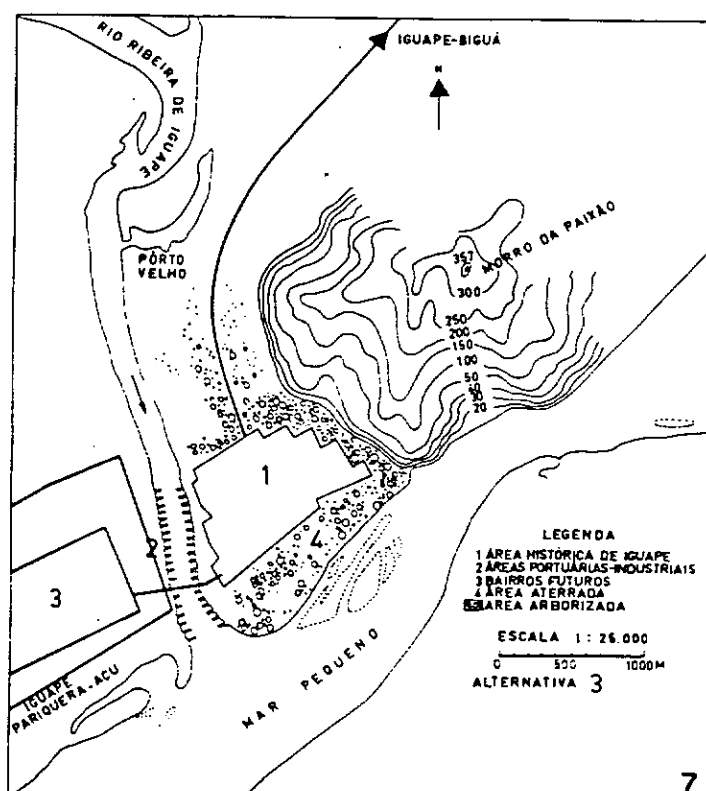 IGUAPE-BIGUÁ
N
RIO RIBEIRA DE IGUAPE
PÔRTO
VELHO
MORRO DA PAIXÃO
357
300
250
200
150
100
50
40
30
20
1
2
3
4
LEGENDA
1 ÁREA HISTÓRICA DE IGUAPE
2 ÁREAS PORTUÁRIAS-INDUSTRIAIS
3 BAIRROS FUTUROS
4 ÁREA ATERRADA
ÁREA ARBORIZADA
ESCALA 1:25.000
0 500 1000M
ALTERNATIVA 3
IGUAPE
PARIQUERA-AÇU
MAR PEQUENO
7